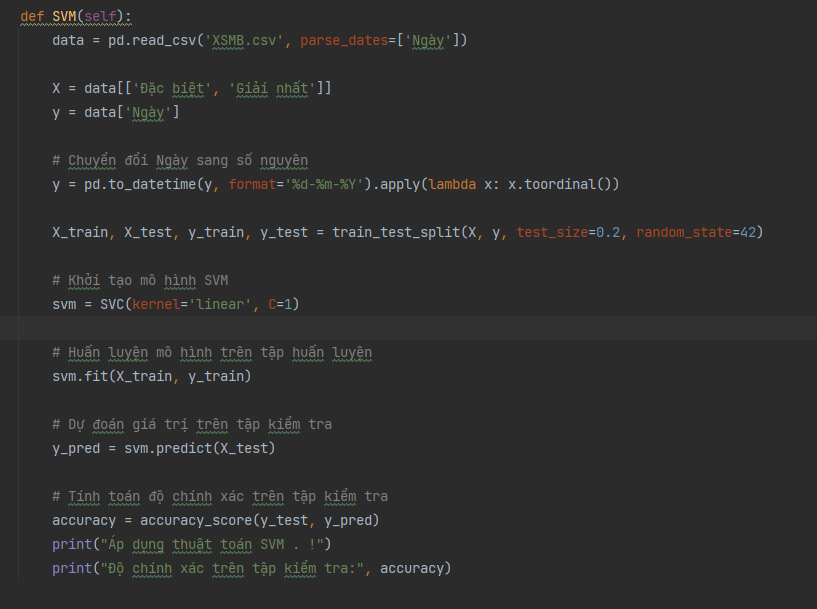 def SVM(self):
data = pd.read_csv('XSMB.csv', parse_dates=['Ngày'])
X = data[['Đặc biệt', 'Giải nhất']]
y = data['Ngày']
# Chuyển đổi Ngày sang số nguyên
y = pd.to_datetime(y, format='%d-%m-%Y').apply(lambda x: x.toordinal())
X_train, X_test, y_train, y_test = train_test_split(X, y, test_size=0.2, random_state=42)
# Khởi tạo mô hình SVM
svm = SVC(kernel='linear', C=1)
# Huấn luyện mô hình trên tập huấn luyện
svm.fit(X_train, y_train)
# Dự đoán giá trị trên tập kiểm tra
y_pred = svm.predict(X_test)
# Tính toán độ chính xác trên tập kiểm tra
accuracy = accuracy_score(y_test, y_pred)
print("Áp dụng thuật toán SVM . !")
print("Độ chính xác trên tập kiểm tra:", accuracy)